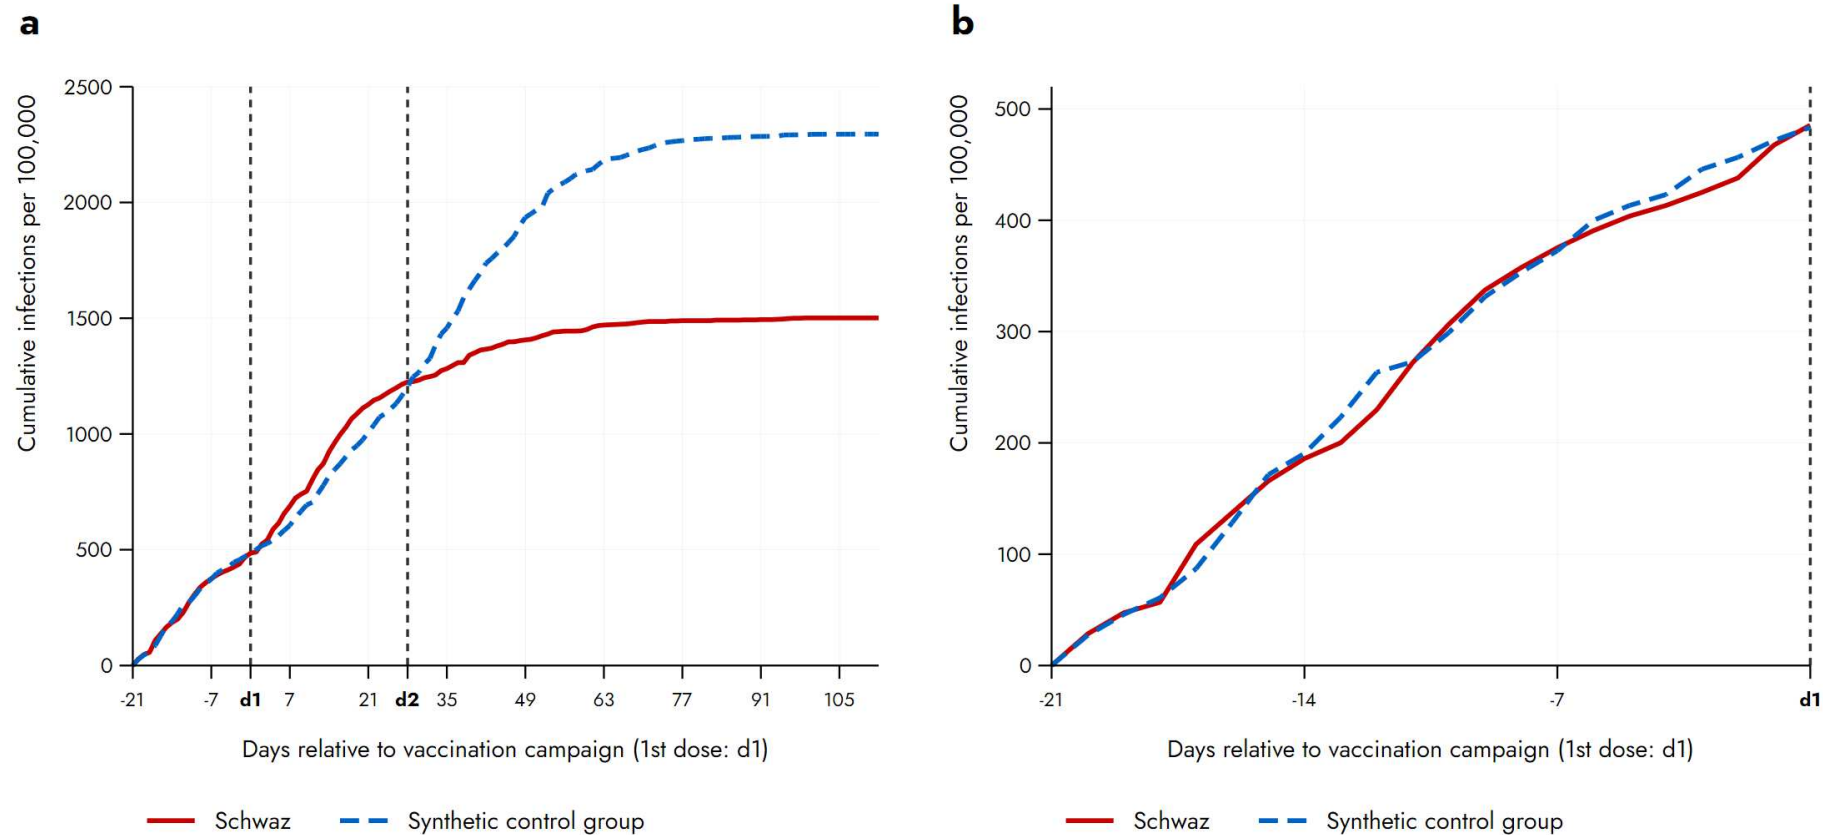 a
Cumulative infections per 100,000
2500
2000
1500
1000
500
0
-21 -7 d1 7 21 d2 35 49 63 77 91 105
Days relative to vaccination campaign (1st dose: d1)
Schwaz Synthetic control group
b
Cumulative infections per 100,000
500
400
300
200
100
0
-21 -14 -7 d1
Days relative to vaccination campaign (1st dose: d1)
Schwaz Synthetic control group